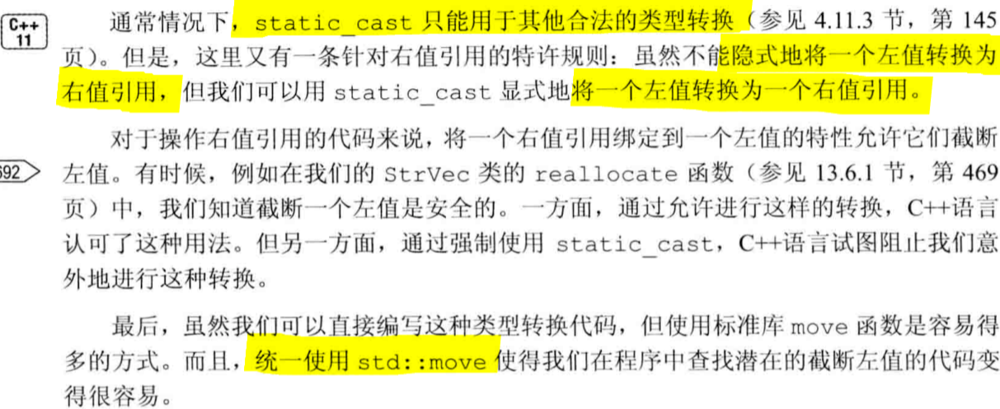 C++
11
通常情况下，static_cast 只能用于其他合法的类型转换（参见 4.11.3 节，第 145
页）。但是，这里又有一条针对右值引用的特许规则：虽然不能隐式地将一个左值转换为
右值引用，但我们可以用 static_cast 显式地将一个左值转换为一个右值引用。
对于操作右值引用的代码来说，将一个右值引用绑定到一个左值的特性允许它们截断
692
左值。有时候，例如在我们的 StrVec 类的 reallocate 函数（参见 13.6.1 节，第 469
页）中，我们知道截断一个左值是安全的。一方面，通过允许进行这样的转换，C++语言
认可了这种用法。但另一方面，通过强制使用 static_cast，C++语言试图阻止我们意
外地进行这种转换。
最后，虽然我们可以直接编写这种类型转换代码，但使用标准库 move 函数是容易得
多的方式。而且，统一使用 std::move 使得我们在程序中查找潜在的截断左值的代码变
得很容易。